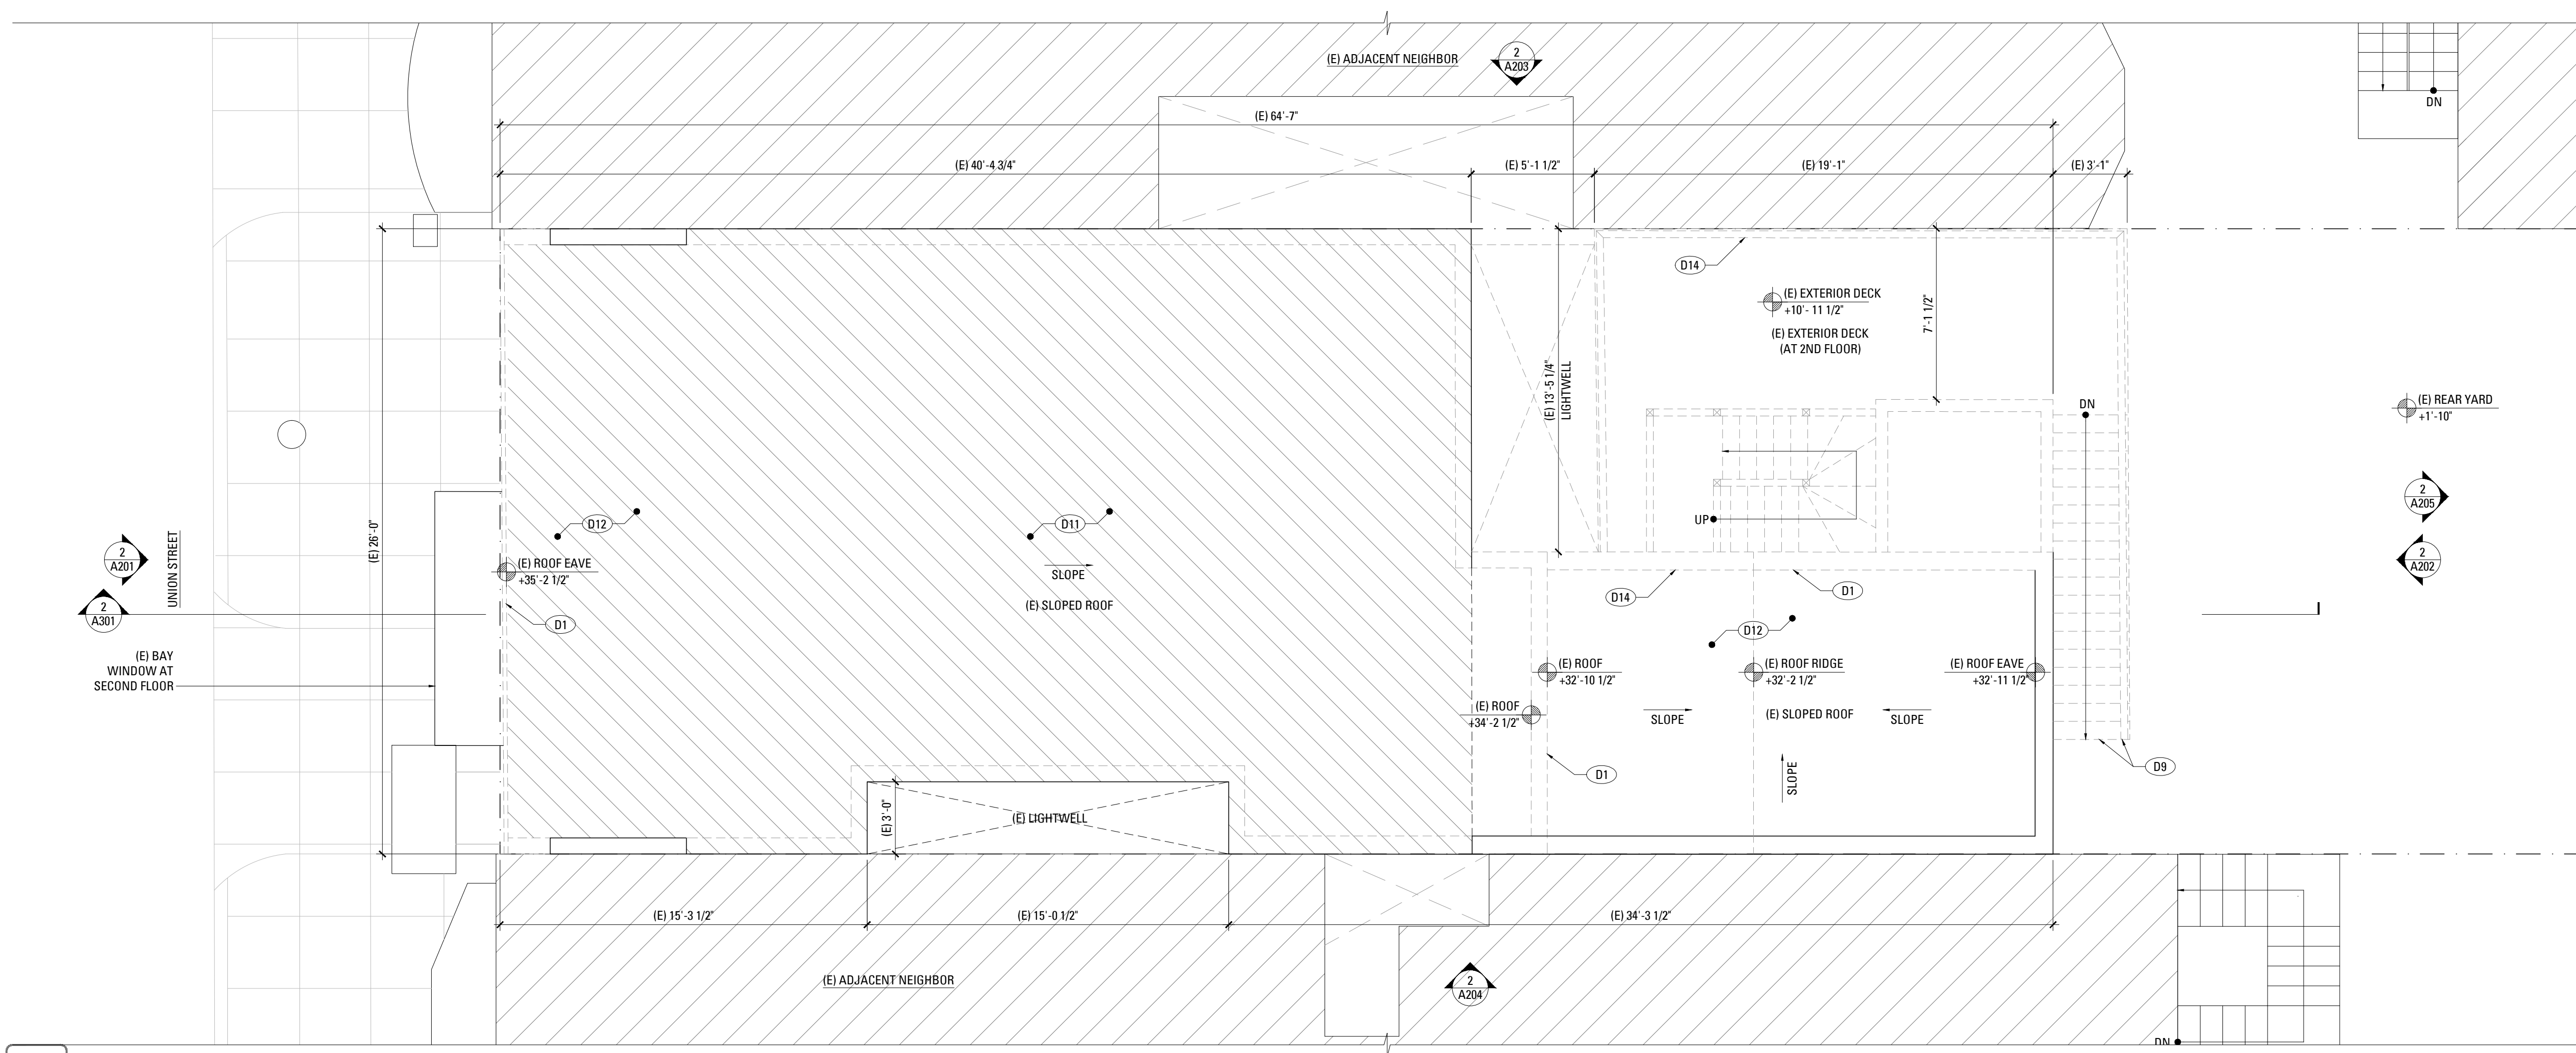 (E) ADJACENT NEIGHBOR
2
A203
DN
(E) 64'-7"
(E) 40'-4 3/4"
(E) 5'-1 1/2"
(E) 19'-1"
(E) 3'-1"
D14
(E) EXTERIOR DECK
+10'- 11 1/2"
(E) EXTERIOR DECK
(AT 2ND FLOOR)
7'-1 1/2"
(E) 13'-5 1/4"
LIGHTWELL
DN
(E) REAR YARD
+1'-10"
2
A205
2
A202
UP
(E) 26'-0"
UNION STREET
2
A201
2
A301
(E) BAY
WINDOW AT
SECOND FLOOR
D12
(E) ROOF EAVE
+35'-2 1/2"
D1
D11
SLOPE
(E) SLOPED ROOF
D14
D1
D12
(E) ROOF
+32'-10 1/2"
(E) ROOF RIDGE
+32'-2 1/2"
(E) ROOF EAVE
+32'-11 1/2"
(E) ROOF
+34'-2 1/2"
SLOPE
(E) SLOPED ROOF
SLOPE
SLOPE
D1
D9
(E) 3'-0"
(E) LIGHTWELL
(E) 15'-3 1/2"
(E) 15'-0 1/2"
(E) 34'-3 1/2"
(E) ADJACENT NEIGHBOR
2
A204
DN